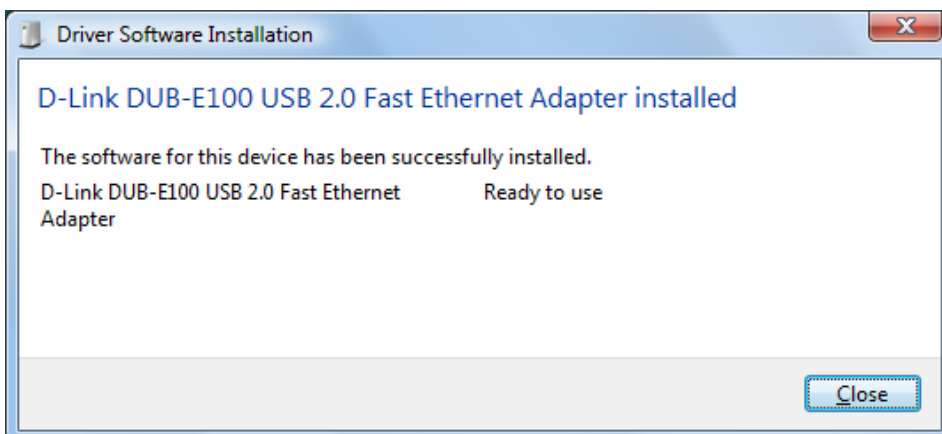 Driver Software Installation
D-Link DUB-E100 USB 2.0 Fast Ethernet Adapter installed
The software for this device has been successfully installed.
D-Link DUB-E100 USB 2.0 Fast Ethernet Ready to use
Adapter
Close